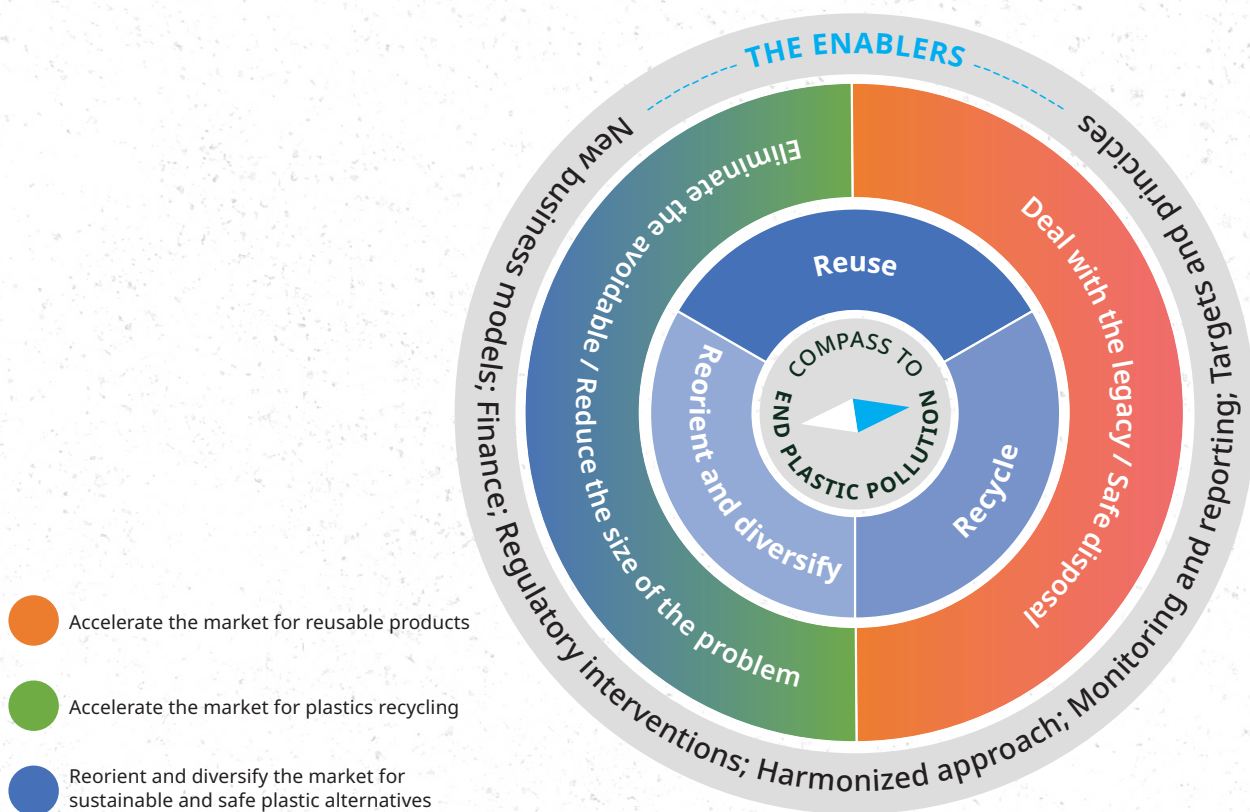 THE ENABLERS
New business models; Finance; Regulatory interventions; Harmonized approach; Monitoring and reporting; Targets and principles
Eliminate the avoidable / Reduce the size of the problem
Deal with the legacy / Safe disposal
Reuse
Reorient and diversify
Recycle
COMPASS TO
END PLASTIC POLLUTION
Accelerate the market for reusable products
Accelerate the market for plastics recycling
Reorient and diversify the market for
sustainable and safe plastic alternatives